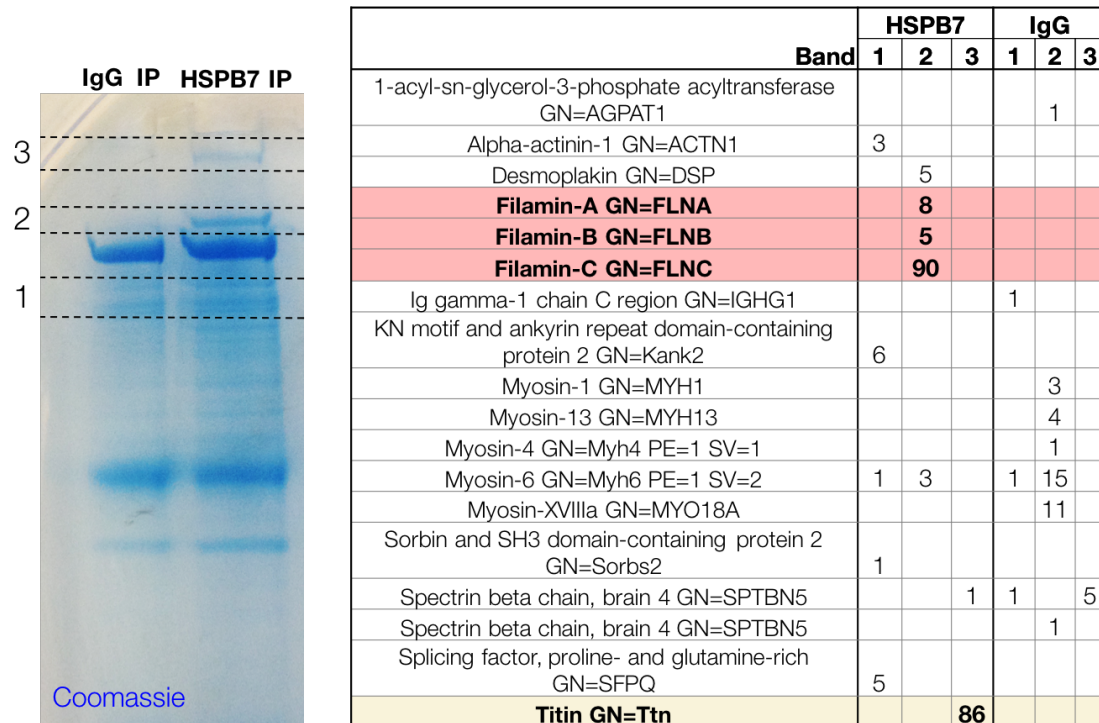 IgG IP HSPB7 IP
3
2
1
Coomassie
HSPB7 IgG
Band 1 2 3 1 2 3
1-acyl-sn-glycerol-3-phosphate acyltransferase
GN=AGPAT1 1
Alpha-actinin-1 GN=ACTN1 3
Desmoplakin GN=DSP 5
Filamin-A GN=FLNA 8
Filamin-B GN=FLNB 5
Filamin-C GN=FLNC 90
Ig gamma-1 chain C region GN=IGHG1 1
KN motif and ankyrin repeat domain-containing
protein 2 GN=Kank2 6
Myosin-1 GN=MYH1 3
Myosin-13 GN=MYH13 4
Myosin-4 GN=Myh4 PE=1 SV=1 1
Myosin-6 GN=Myh6 PE=1 SV=2 1 3 1 15
Myosin-XVIIIa GN=MYO18A 11
Sorbin and SH3 domain-containing protein 2
GN=Sorbs2 1
Spectrin beta chain, brain 4 GN=SPTBN5 1 1 5
Spectrin beta chain, brain 4 GN=SPTBN5 1
Splicing factor, proline- and glutamine-rich
GN=SFPQ 5
Titin GN=Ttn 86